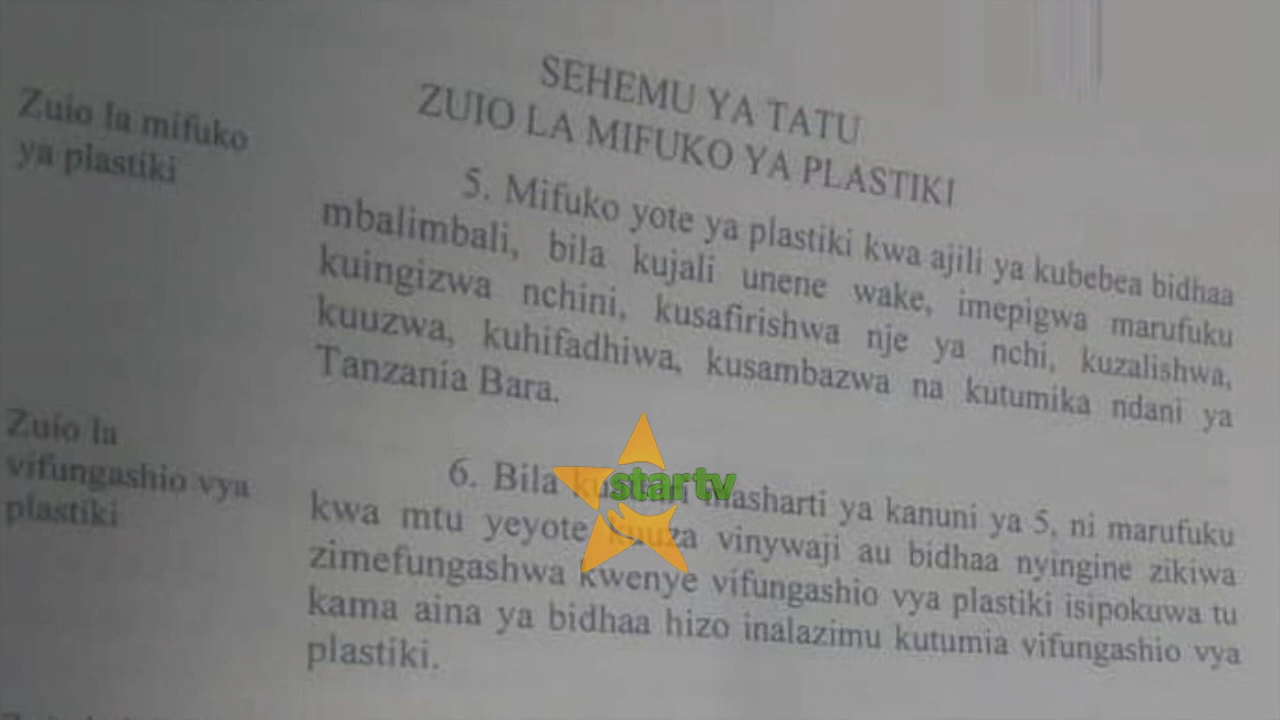 SEHEMU YA TATU
ZUIO LA MIFUKO YA PLASTIKI
Zuio la mifuko
ya plastiki
5. Mifuko yote ya plastiki kwa ajili ya kubebea bidhaa
mbalimbali, bila kujali unene wake, imepigwa marufuku
kuingizwa nchini, kusafirishwa nje ya nchi, kuzalishwa,
kuuzwa, kuhifadhiwa, kusambazwa na kutumika ndani ya
Tanzania Bara.
Zuio la
vifungashio vya
plastiki
6. Bila masharti ya kanuni ya 5, ni marufuku
kwa mtu yeyote kuuza vinywaji au bidhaa nyingine zikiwa
zimefungashwa kwenye vifungashio vya plastiki isipokuwa tu
kama aina ya bidhaa hizo inalazimu kutumia vifungashio vya
plastiki.
startv